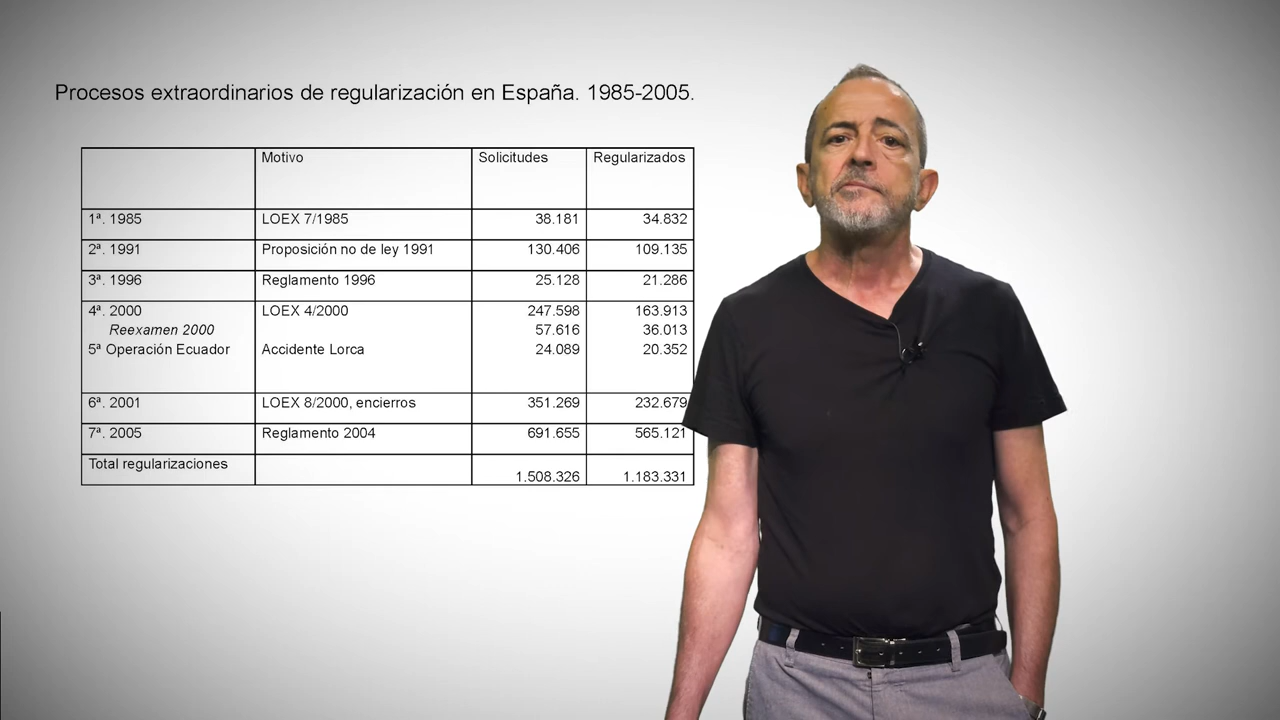 Procesos extraordinarios de regularización en España. 1985-2005.
Motivo Solicitudes Regularizados
1ª. 1985 LOEX 7/1985 38.181 34.832
2ª. 1991 Proposición no de ley 1991 130.406 109.135
3ª. 1996 Reglamento 1996 25.128 21.286
4ª. 2000 LOEX 4/2000 247.598 163.913
Reexamen 2000 57.616 36.013
5ª Operación Ecuador Accidente Lorca 24.089 20.352
6ª. 2001 LOEX 8/2000, encierros 351.269 232.679
7ª. 2005 Reglamento 2004 691.655 565.121
Total regularizaciones
1.508.326 1.183.331